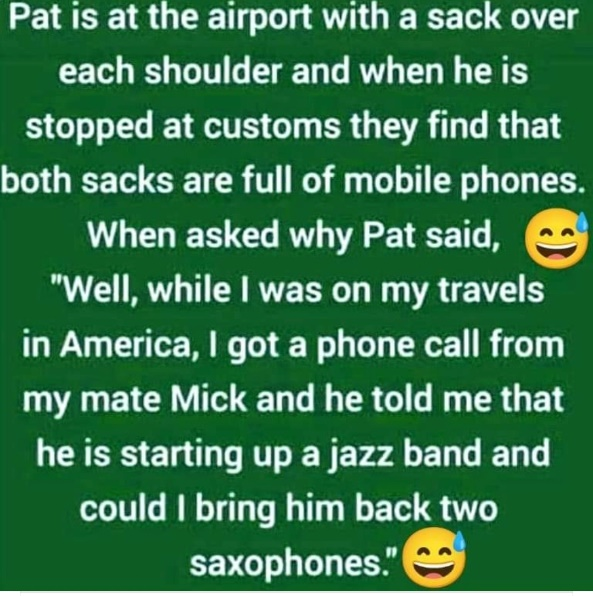 Pat is at the airport with a sack over
each shoulder and when he is
stopped at customs they find that
both sacks are full of mobile phones.
When asked why Pat said, 😅
"Well, while I was on my travels
in America, I got a phone call from
my mate Mick and he told me that
he is starting up a jazz band and
could I bring him back two
saxophones." 😅